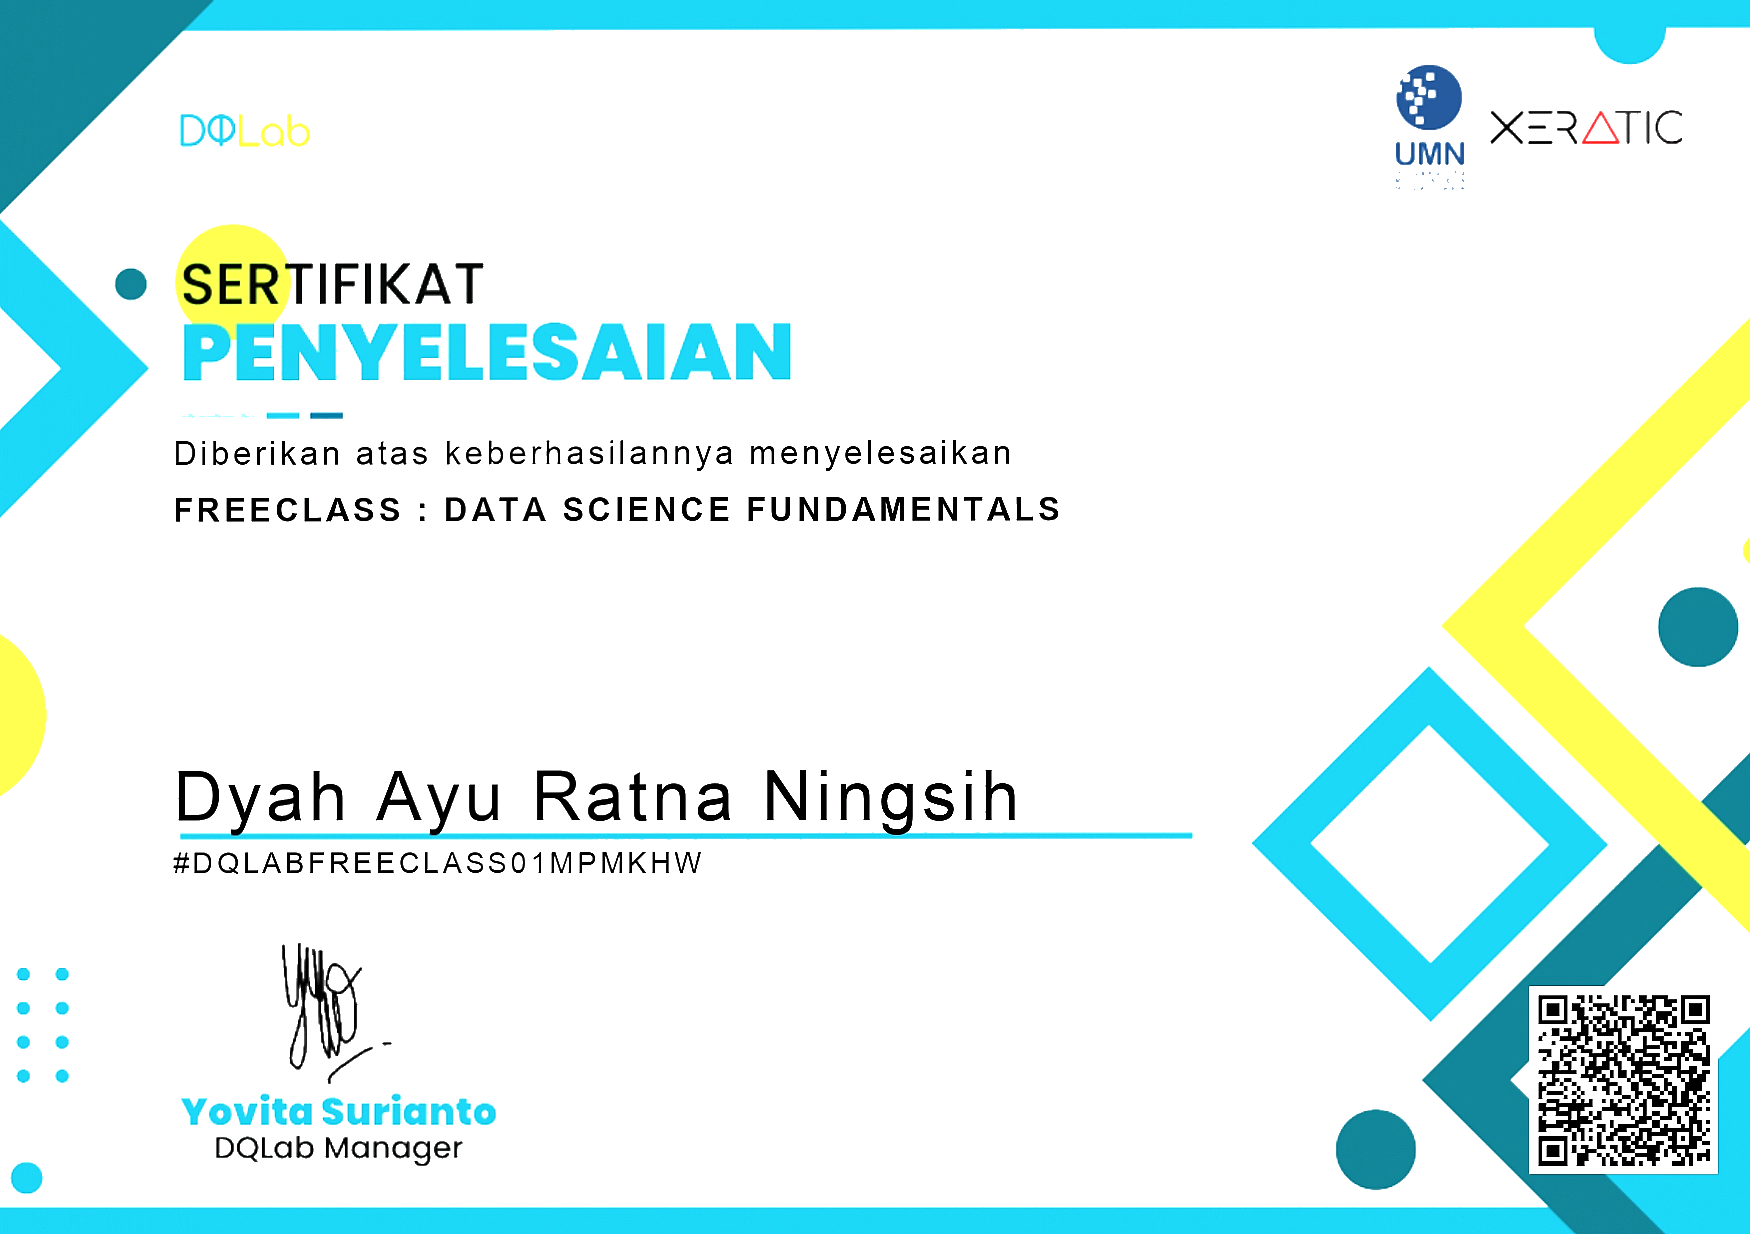 DQLab
UMN
XERATIC
SERTIFIKAT
PENYELESAIAN
Diberikan atas keberhasilannya menyelesaikan
FREECLASS : DATA SCIENCE FUNDAMENTALS
Dyah Ayu Ratna Ningsih
#DQLABFREECLASS01MPMKHW
Yovita Surianto
DQLab Manager